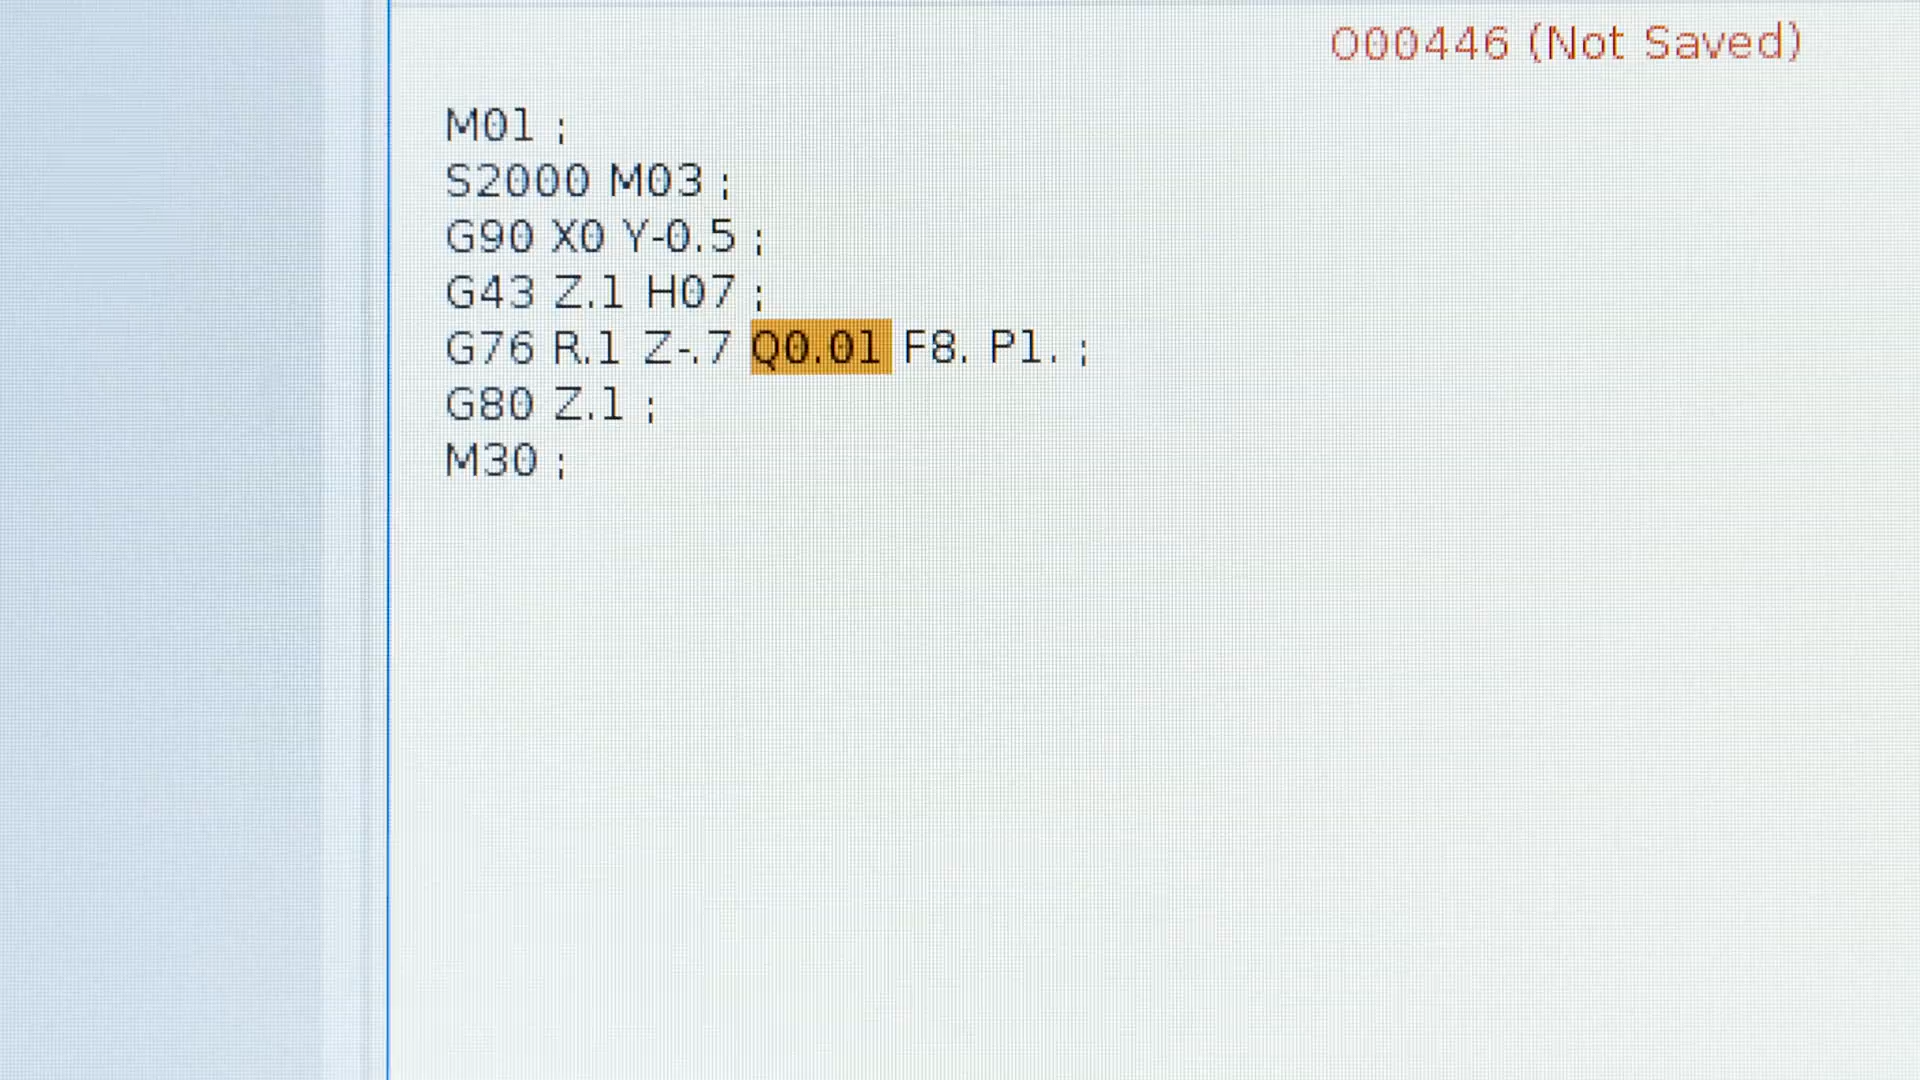 O00446 (Not Saved)
M01 ;
S2000 M03 ;
G90 X0 Y-0.5 ;
G43 Z.1 H07 ;
G76 R.1 Z-.7 Q0.01 F8. P1. ;
G80 Z.1 ;
M30 ;